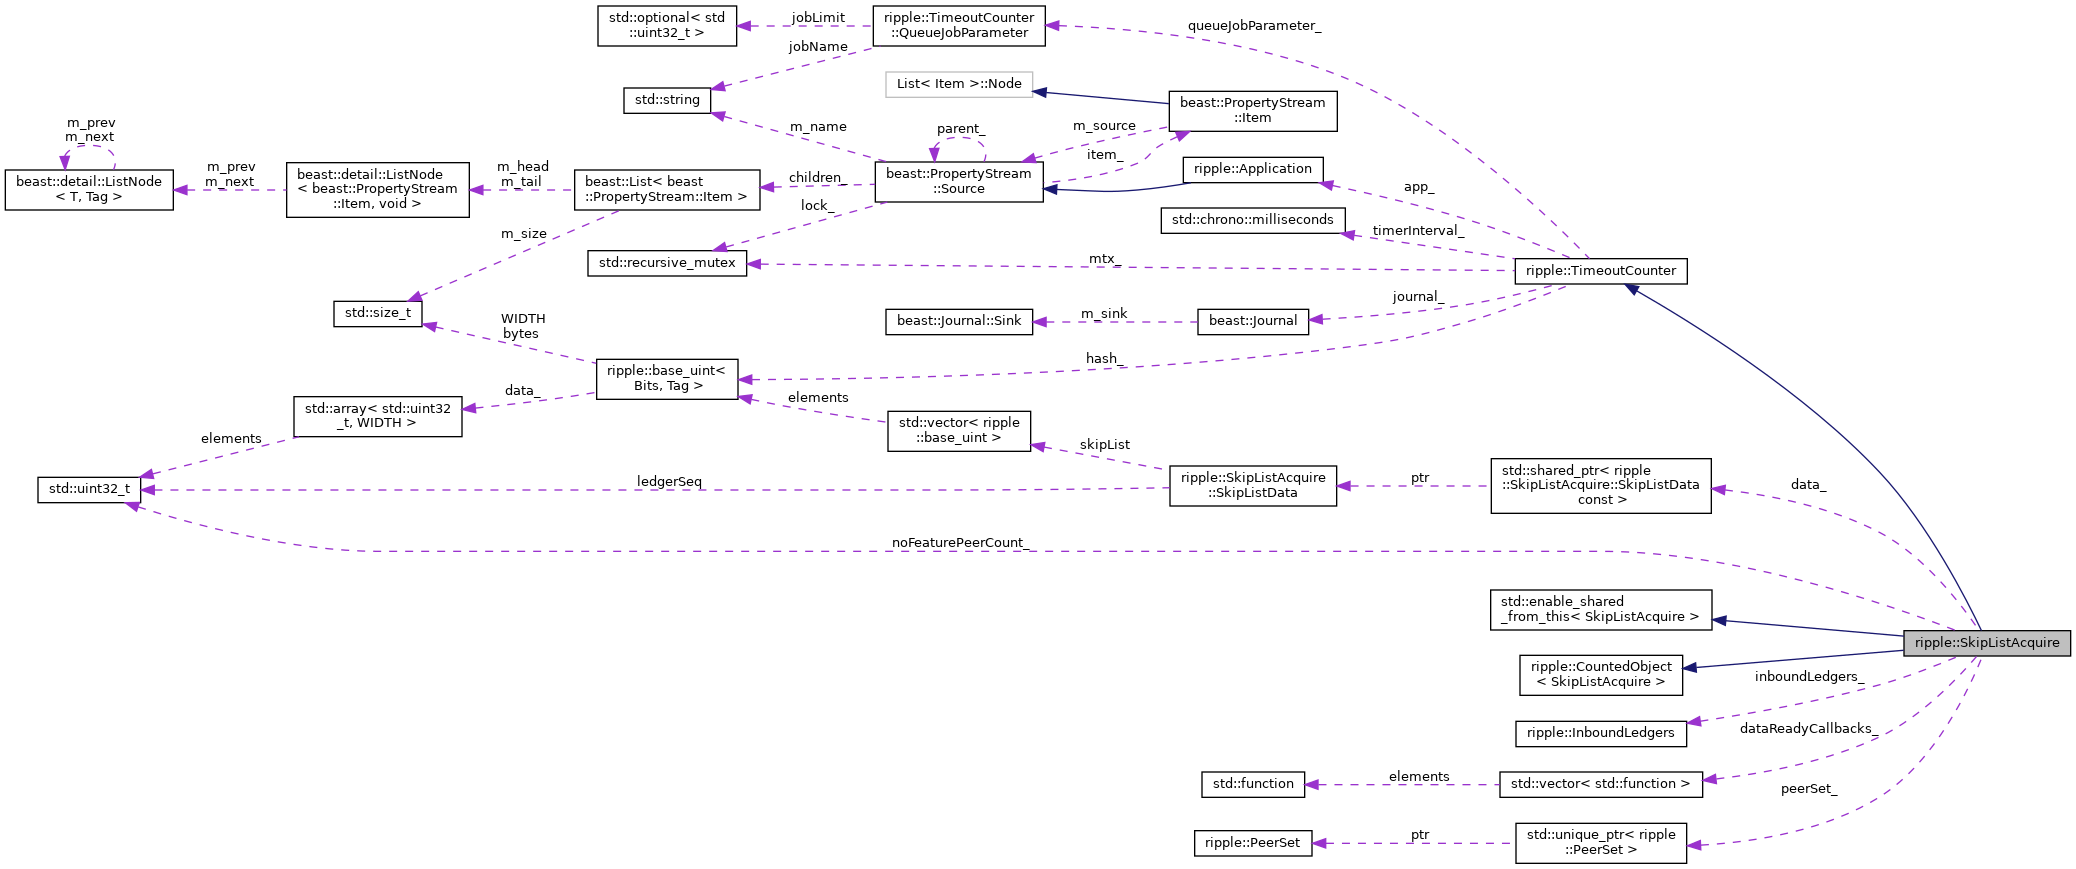 std::optional< std
::uint32_t >
jobLimit
ripple::TimeoutCounter
::QueueJobParameter
queueJobParameter_
jobName
std::string
List< Item >::Node
beast::PropertyStream
::Item
m_name
parent_
m_source
item_
m_prev
m_next
beast::detail::ListNode
< T, Tag >
m_prev
m_next
beast::detail::ListNode
< beast::PropertyStream
::Item, void >
m_head
m_tail
beast::List< beast
::PropertyStream::Item >
children_
beast::PropertyStream
::Source
ripple::Application
app_
lock_
std::chrono::milliseconds
timerInterval_
m_size
std::recursive_mutex
mtx_
ripple::TimeoutCounter
std::size_t
WIDTH
bytes
beast::Journal::Sink
m_sink
beast::Journal
journal_
hash_
ripple::base_uint<
Bits, Tag >
data_
elements
std::array< std::uint32
_t, WIDTH >
elements
std::vector< ripple
::base_uint >
skipList
std::uint32_t
ledgerSeq
ripple::SkipListAcquire
::SkipListData
ptr
std::shared_ptr< ripple
::SkipListAcquire::SkipListData
const >
data_
noFeaturePeerCount_
std::enable_shared
_from_this< SkipListAcquire >
ripple::SkipListAcquire
ripple::CountedObject
< SkipListAcquire >
inboundLedgers_
ripple::InboundLedgers
dataReadyCallbacks_
std::function
elements
std::vector< std::function >
peerSet_
ripple::PeerSet
ptr
std::unique_ptr< ripple
::PeerSet >